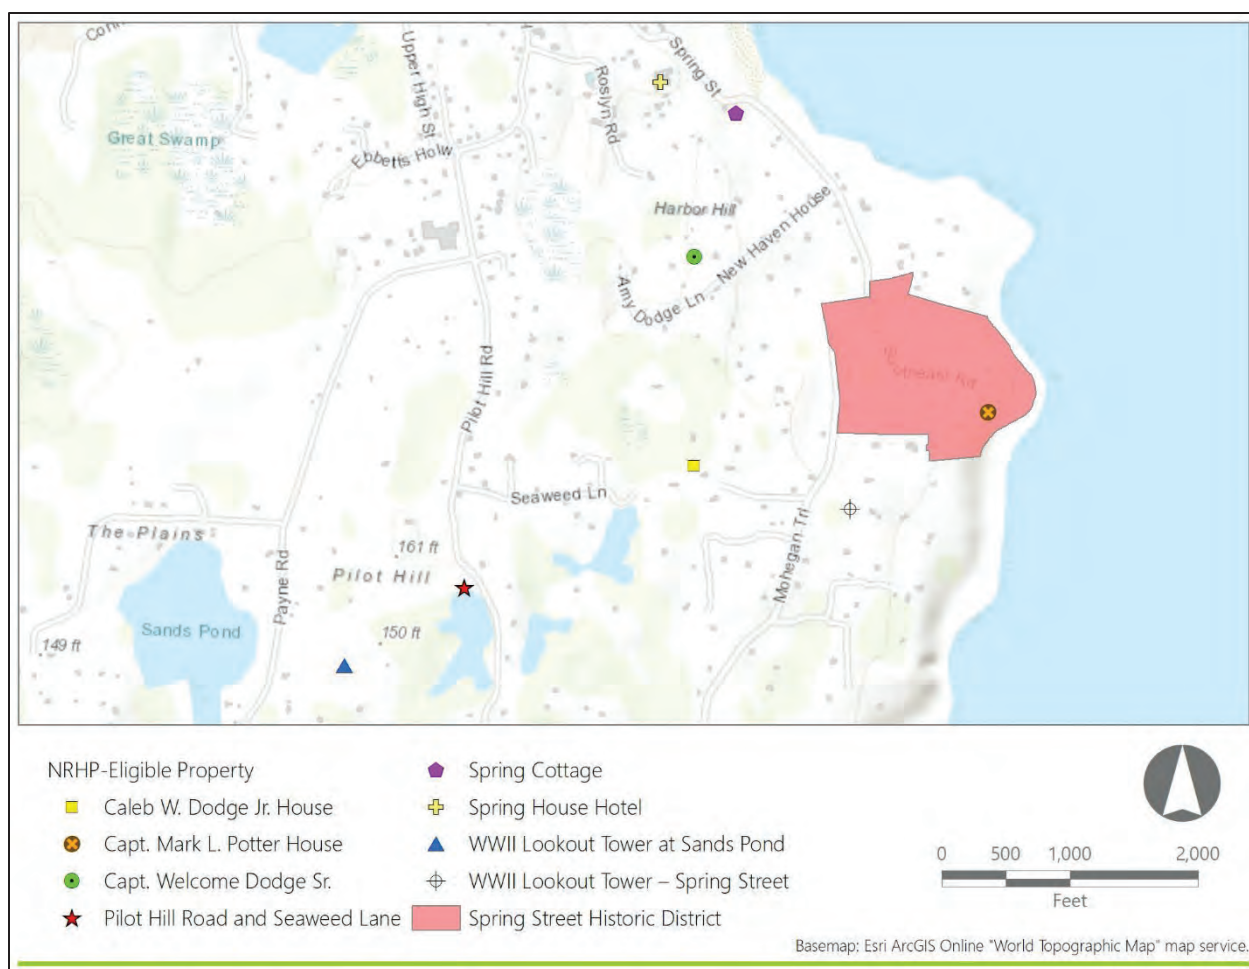 Spring St
Upper High St
Roslyn Rd
Great Swamp
Ebbetts Holw
Harbor Hill
New Haven House
Amy Dodge Ln
Pilot Hill Rd
Seaweed Ln
Mohegan Trl
The Plains
161 ft
Pilot Hill
Payne Rd
Sands Pond
150 ft
149 ft
NRHP-Eligible Property
Caleb W. Dodge Jr. House
Capt. Mark L. Potter House
Capt. Welcome Dodge Sr.
Pilot Hill Road and Seaweed Lane
Spring Cottage
Spring House Hotel
WWII Lookout Tower at Sands Pond
WWII Lookout Tower – Spring Street
Spring Street Historic District
0 500 1,000 2,000
Feet
Basemap: Esri ArcGIS Online "World Topographic Map" map service.